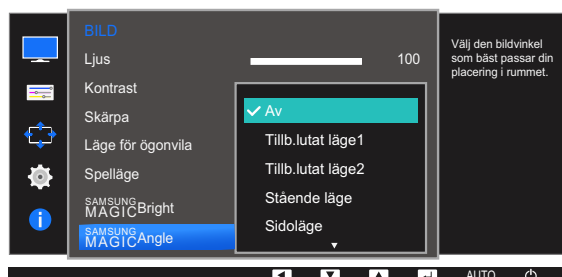 BILD
Ljus 100
Kontrast
Skärpa
Läge för ögonvila
Spelläge
SAMSUNG MAGICBright
SAMSUNG MAGICAngle
Av
Tillb.lutat läge1
Tillb.lutat läge2
Stående läge
Sidoläge
Välj den bildvinkel
som bäst passar din
placering i rummet.
AUTO